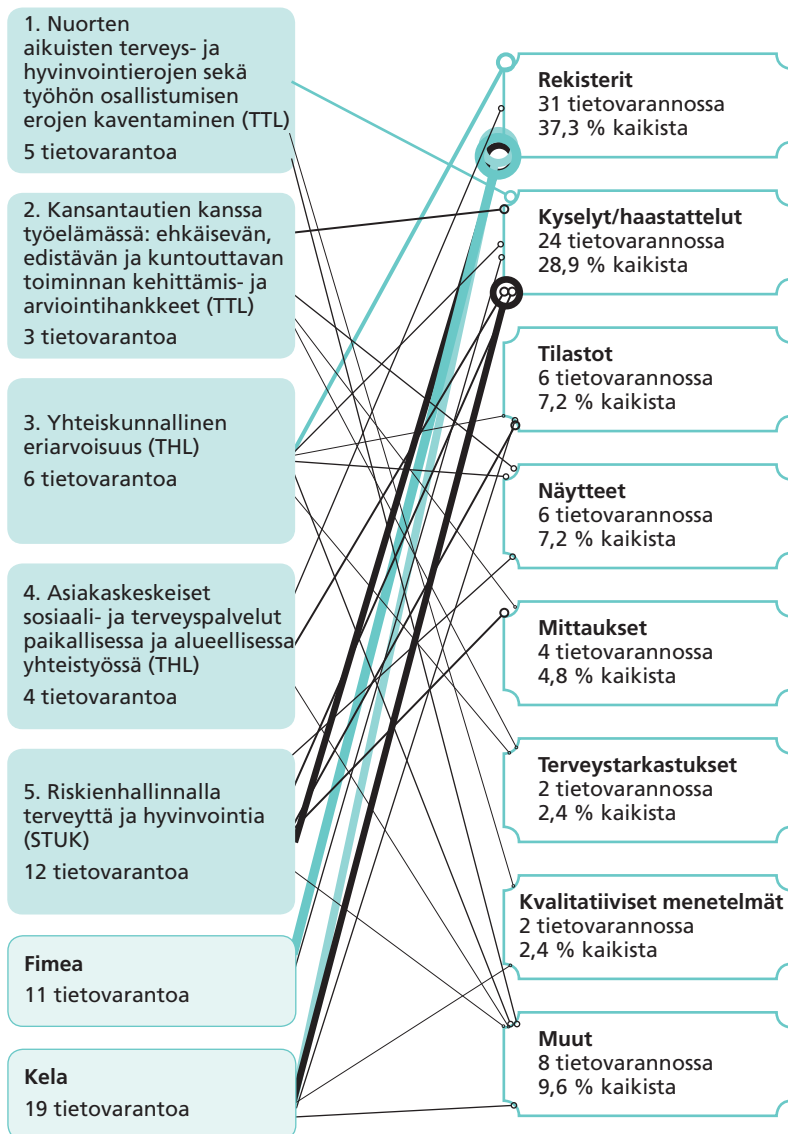 1. Nuorten
aikuisten terveys- ja
hyvinvointierojen sekä
työhön osallistumisen
erojen kaventaminen (TTL)
5 tietovarantoa
2. Kansantautien kanssa
työelämässä: ehkäisevän,
edistävän ja kuntouttavan
toiminnan kehittämis- ja
arviointihankkeet (TTL)
3 tietovarantoa
3. Yhteiskunnallinen
eriarvoisuus (THL)
6 tietovarantoa
4. Asiakaskeskeiset
sosiaali- ja terveyspalvelut
paikallisessa ja alueellisessa
yhteistyössä (THL)
4 tietovarantoa
5. Riskienhallinnalla
terveyttä ja hyvinvointia
(STUK)
12 tietovarantoa
Fimea
11 tietovarantoa
Kela
19 tietovarantoa
Rekisterit
31 tietovarannossa
37,3 % kaikista
Kyselyt/haastattelut
24 tietovarannossa
28,9 % kaikista
Tilastot
6 tietovarannossa
7,2 % kaikista
Näytteet
6 tietovarannossa
7,2 % kaikista
Mittaukset
4 tietovarannossa
4,8 % kaikista
Terveystarkastukset
2 tietovarannossa
2,4 % kaikista
Kvalitatiiviset menetelmät
2 tietovarannossa
2,4 % kaikista
Muut
8 tietovarannossa
9,6 % kaikista